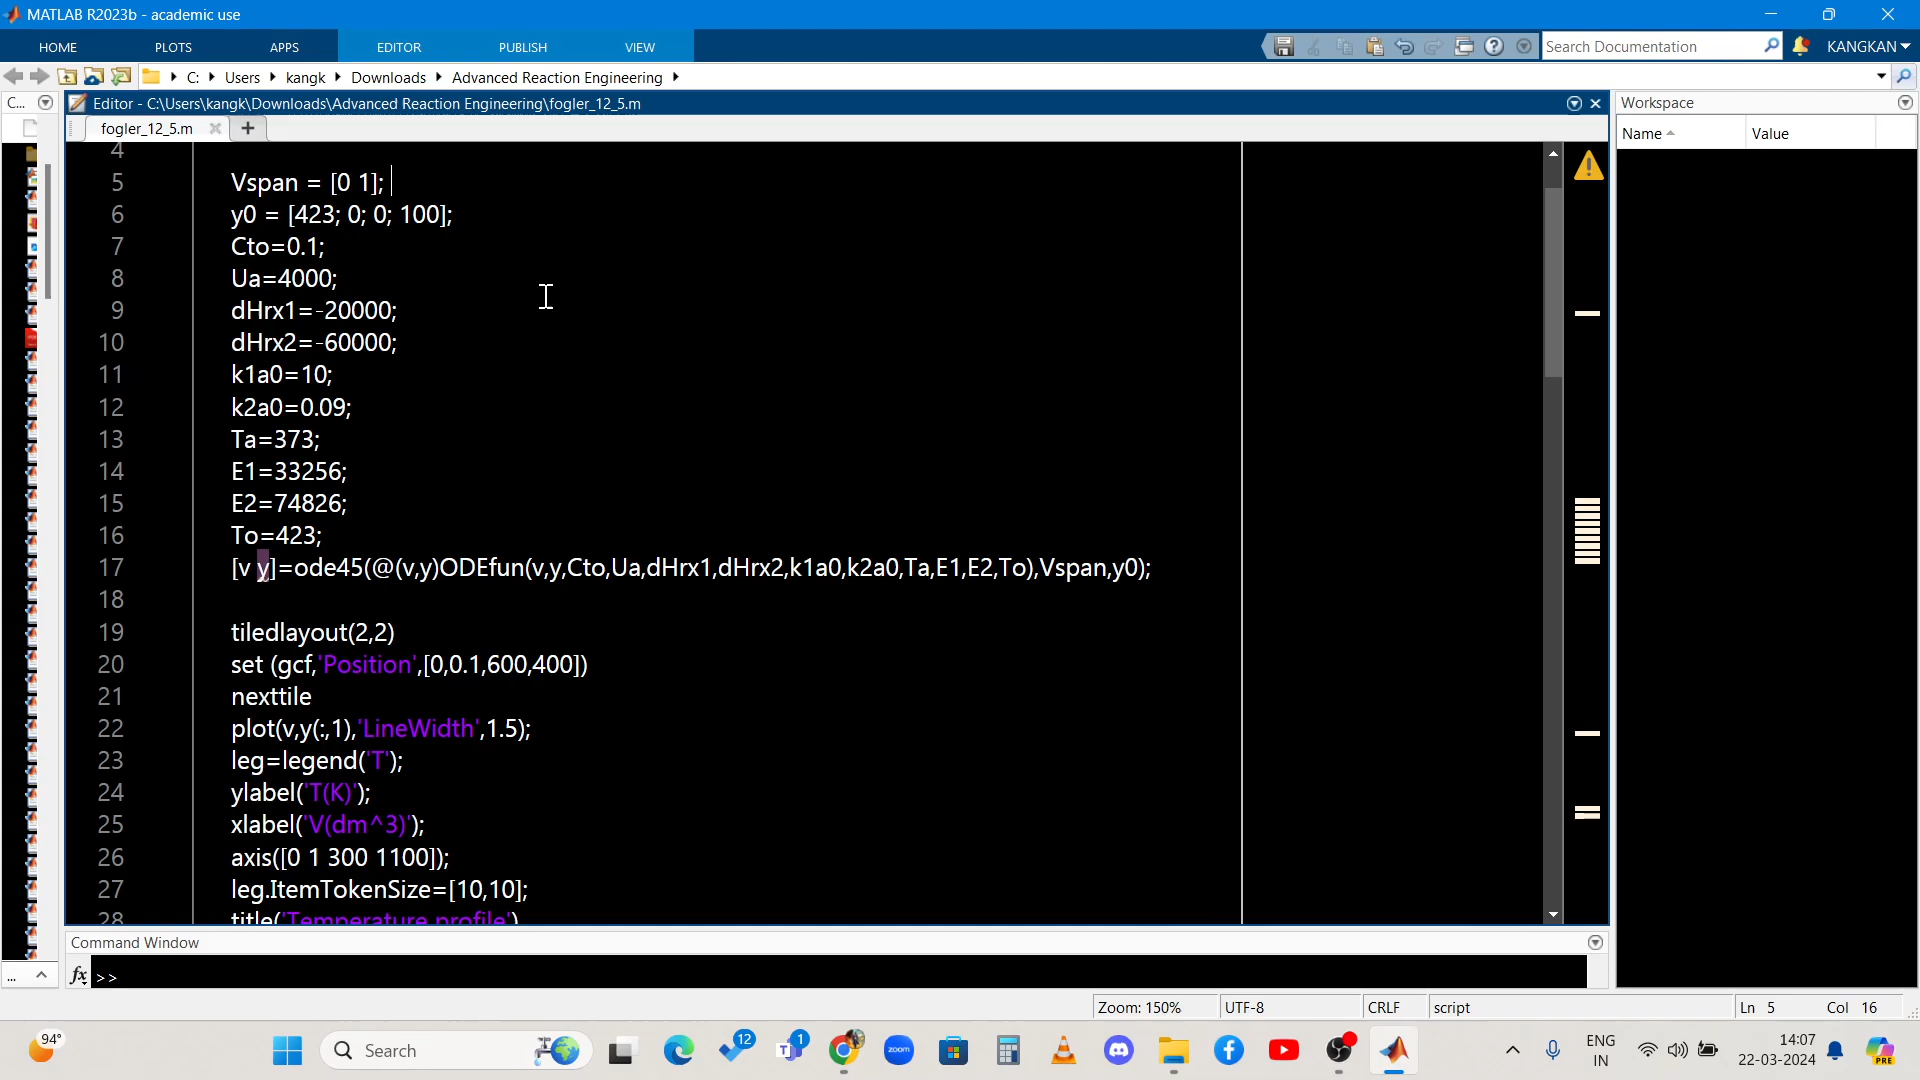 MATLAB R2023b - academic use
HOME PLOTS APPS EDITOR PUBLISH VIEW
Search Documentation
KANGKAN
C: Users kangk Downloads Advanced Reaction Engineering
C...
Editor - C:\Users\kangk\Downloads\Advanced Reaction Engineering\fogler_12_5.m
Workspace
fogler_12_5.m
Name Value
4
5 Vspan = [0 1];
6 y0 = [423; 0; 0; 100];
7 Cto=0.1;
8 Ua=4000;
9 dHrx1=-20000;
10 dHrx2=-60000;
11 k1a0=10;
12 k2a0=0.09;
13 Ta=373;
14 E1=33256;
15 E2=74826;
16 To=423;
17 [v y]=ode45(@(v,y)ODEfun(v,y,Cto,Ua,dHrx1,dHrx2,k1a0,k2a0,Ta,E1,E2,To),Vspan,y0);
18
19 tiledlayout(2,2)
20 set (gcf,'Position',[0,0.1,600,400])
21 nexttile
22 plot(v,y(:,1),'LineWidth',1.5);
23 leg=legend('T');
24 ylabel('T(K)');
25 xlabel('V(dm^3)');
26 axis([0 1 300 1100]);
27 leg.ItemTokenSize=[10,10];
28 title('Temperature profile')
Command Window
...
fx >>
Zoom: 150% UTF-8 CRLF script Ln 5 Col 16
94°
Search
12
1
zoom
ENG
IN
14:07
22-03-2024
PRE